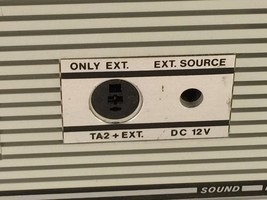 ONLY EXT. EXT. SOURCE
TA2 + EXT. DC 12V
SOUND